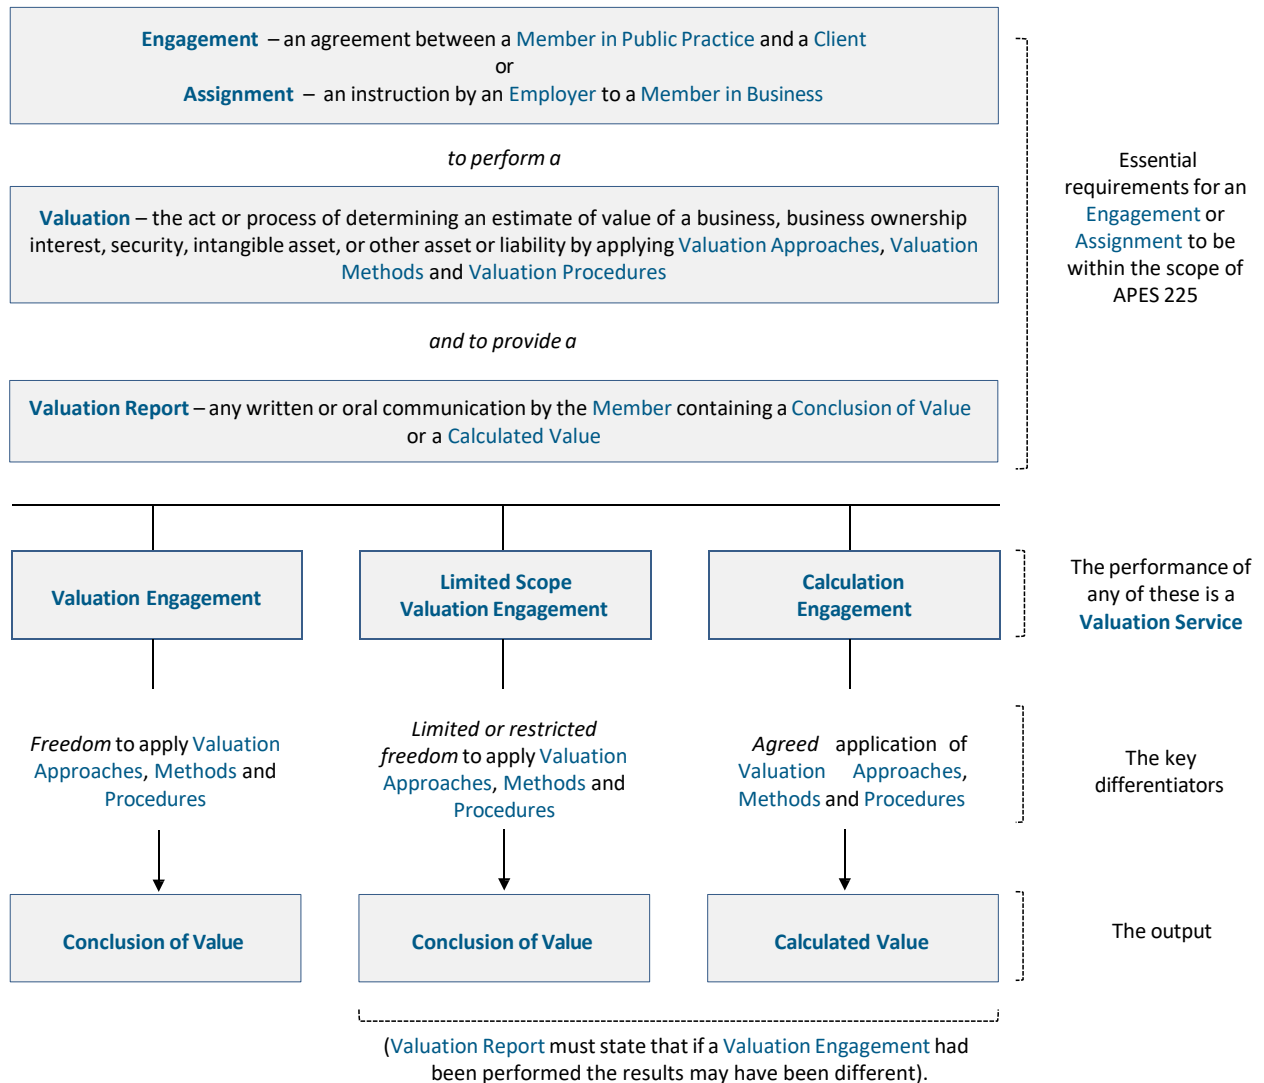 Engagement – an agreement between a Member in Public Practice and a Client
or
Assignment – an instruction by an Employer to a Member in Business
to perform a
Valuation – the act or process of determining an estimate of value of a business, business ownership
interest, security, intangible asset, or other asset or liability by applying Valuation Approaches, Valuation
Methods and Valuation Procedures
and to provide a
Valuation Report – any written or oral communication by the Member containing a Conclusion of Value
or a Calculated Value
Essential
requirements for an
Engagement or
Assignment to be
within the scope of
APES 225
Valuation Engagement
Limited Scope
Valuation Engagement
Calculation
Engagement
The performance of
any of these is a
Valuation Service
Freedom to apply Valuation
Approaches, Methods and
Procedures
Limited or restricted
freedom to apply Valuation
Approaches, Methods and
Procedures
Agreed application of
Valuation Approaches,
Methods and Procedures
The key
differentiators
Conclusion of Value
Conclusion of Value
Calculated Value
The output
(Valuation Report must state that if a Valuation Engagement had
been performed the results may have been different).